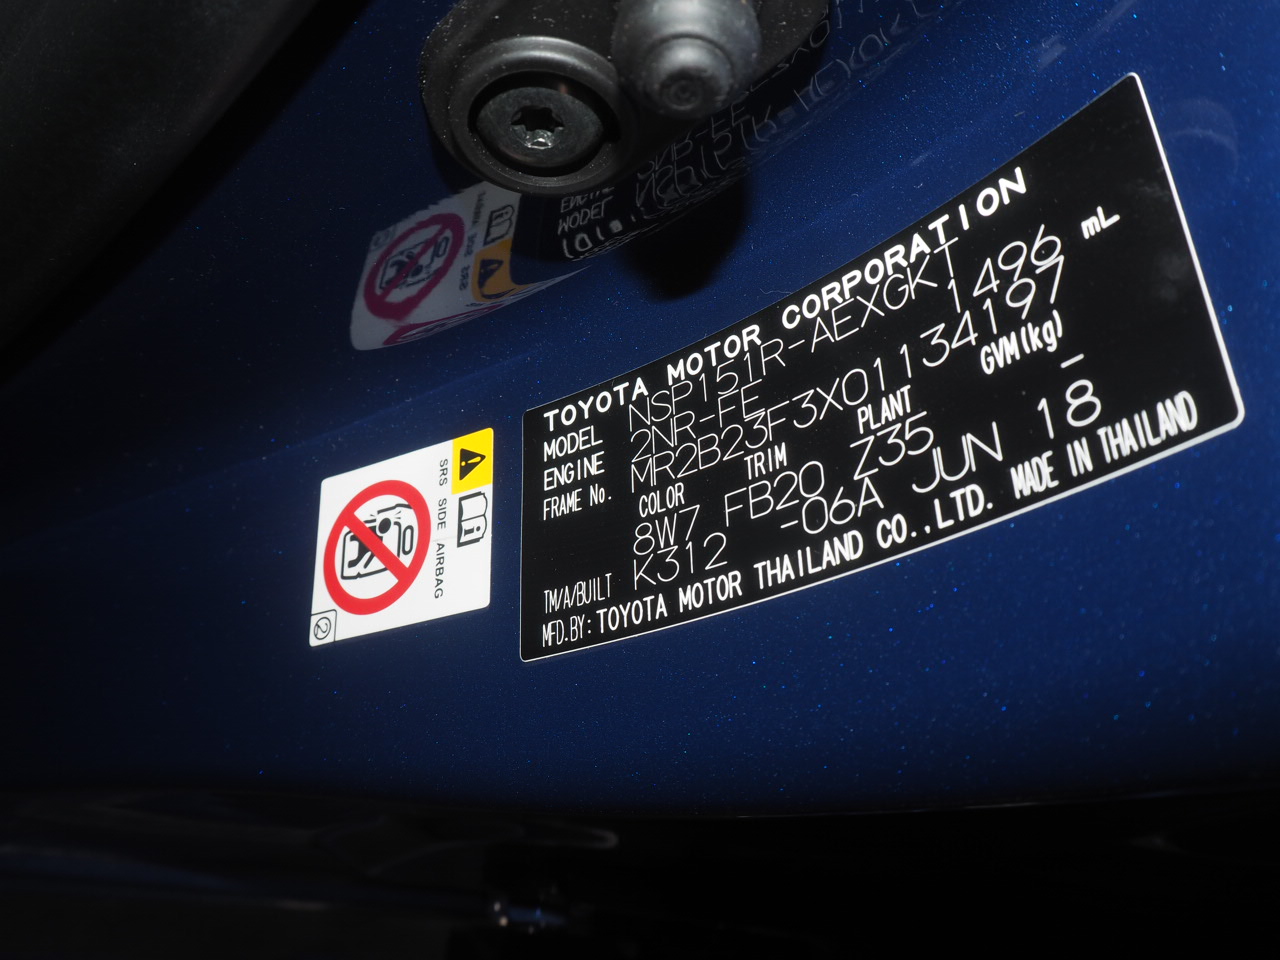 TOYOTA MOTOR CORPORATION
MODEL NSP151R-AEXGKT
ENGINE 2NR-FE 1496 mL
FRAME No. MR2B23F3X01134197
COLOR TRIM PLANT GVM(kg)
8W7 FB20 Z35 –
TM/A/BUILT K312 -06A JUN 18
MFD.BY: TOYOTA MOTOR THAILAND CO.,LTD. MADE IN THAILAND
SRS SIDE AIRBAG
2